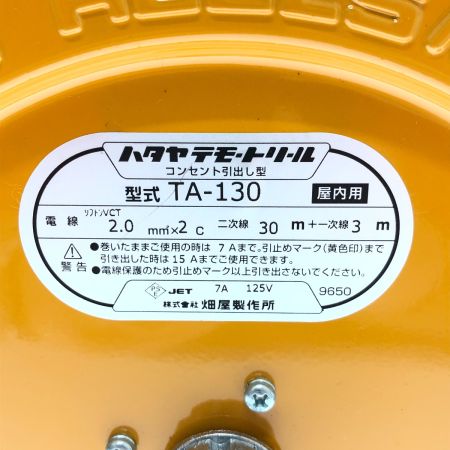 ハタヤデモートリール
コンセント引出し型
型式 TA-130 屋内用
電線 ソフトンVCT 2.0 mm²×2C 二次線 30 m +一次線 3 m
警告 ●巻いたままご使用の時は 7Aまで。引止めマーク(黄色印)まで
引き出した時は15Aまでご使用できます。
●電線保護のため引止マーク以上引き出さないでください。
PS E JET 7A 125V 9650
株式会社 畑屋製作所